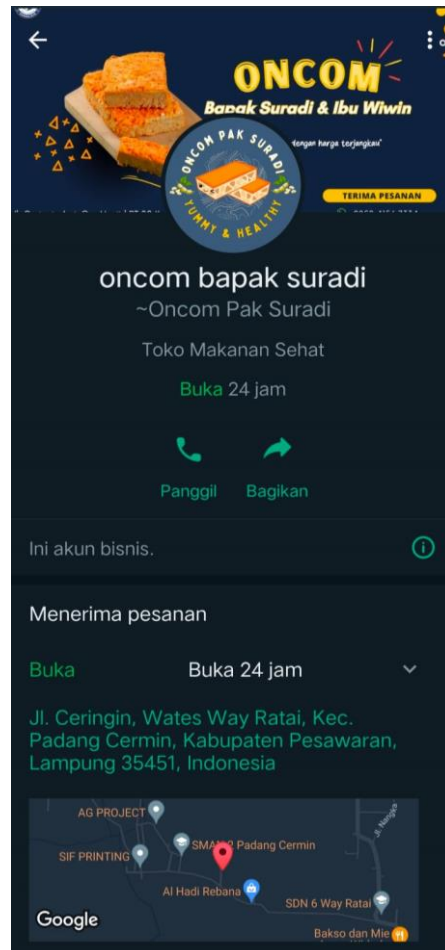 ONCOM
Bapak Suradi & Ibu Wiwin
dengan harga terjangkau"
TERIMA PESANAN
ONCOM PAK SURADI
YUMMY & HEALTHY
oncom bapak suradi
~Oncom Pak Suradi
Toko Makanan Sehat
Buka 24 jam
Panggil Bagikan
Ini akun bisnis.
Menerima pesanan
Buka Buka 24 jam
Jl. Ceringin, Wates Way Ratai, Kec.
Padang Cermin, Kabupaten Pesawaran,
Lampung 35451, Indonesia
AG PROJECT
Jl. Nangka
Padang Cermin
SIF PRINTING
Al Hadi Rebana
SDN 6 Way Ratai
Google
Bakso dan Mie